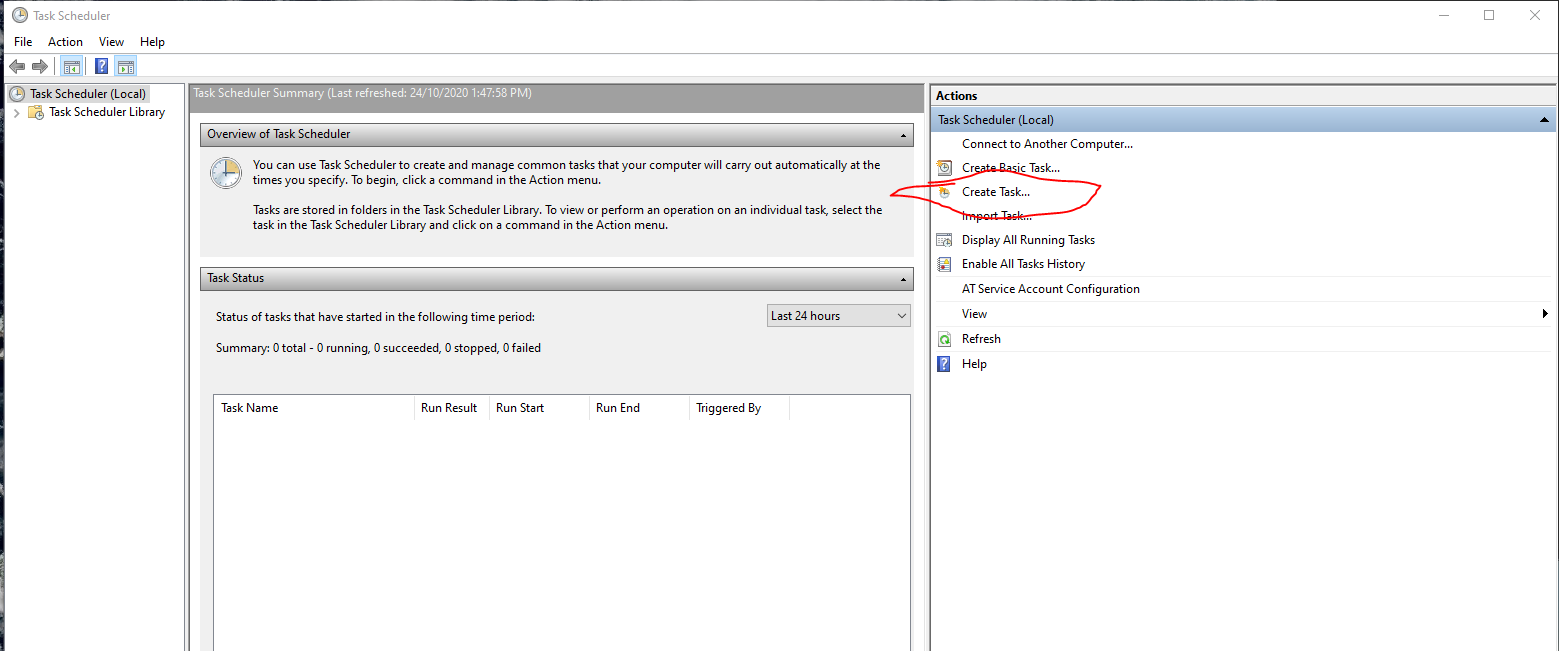 Task Scheduler
File Action View Help
Task Scheduler (Local)
Task Scheduler Library
Task Scheduler Summary (Last refreshed: 24/10/2020 1:47:58 PM)
Overview of Task Scheduler
You can use Task Scheduler to create and manage common tasks that your computer will carry out automatically at the
times you specify. To begin, click a command in the Action menu.
Tasks are stored in folders in the Task Scheduler Library. To view or perform an operation on an individual task, select the
task in the Task Scheduler Library and click on a command in the Action menu.
Task Status
Status of tasks that have started in the following time period:
Last 24 hours
Summary: 0 total - 0 running, 0 succeeded, 0 stopped, 0 failed
Task Name Run Result Run Start Run End Triggered By
Actions
Task Scheduler (Local)
Connect to Another Computer...
Create Basic Task...
Create Task...
Import Task...
Display All Running Tasks
Enable All Tasks History
AT Service Account Configuration
View
Refresh
Help